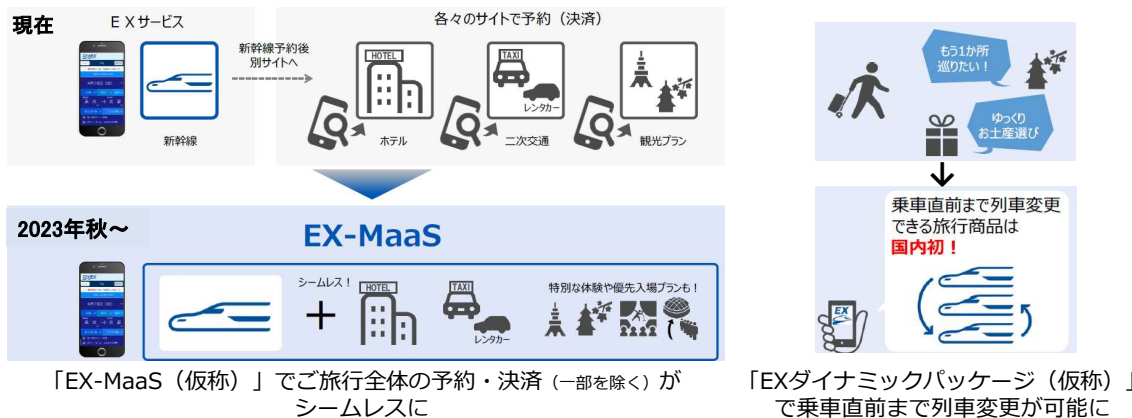 現在
EXサービス
新幹線
新幹線予約後
別サイトへ
各々のサイトで予約(決済)
HOTEL
ホテル
TAXI
レンタカー
二次交通
観光プラン
2023年秋~
EX-MaaS
シームレス!
+
HOTEL
TAXI
レンタカー
特別な体験や優先入場プランも!
「EX-MaaS(仮称)」でご旅行全体の予約・決済(一部を除く)が
シームレスに
もう1か所
巡りたい!
ゆっくり
お土産選び
乗車直前まで列車変更
できる旅行商品は
国内初!
EX
「EXダイナミックパッケージ(仮称)」
で乗車直前まで列車変更が可能に